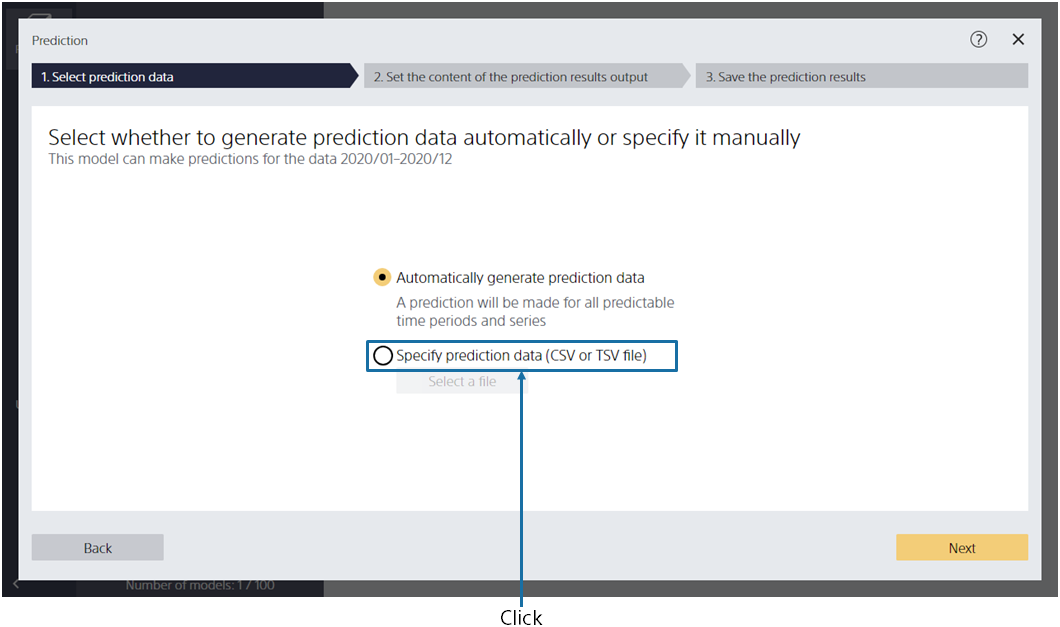 Prediction
1. Select prediction data
2. Set the content of the prediction results output
3. Save the prediction results
Select whether to generate prediction data automatically or specify it manually
This model can make predictions for the data 2020/01–2020/12
Automatically generate prediction data
A prediction will be made for all predictable
time periods and series
Specify prediction data (CSV or TSV file)
Select a file
Back
Next
Number of models: 1 / 100
Click